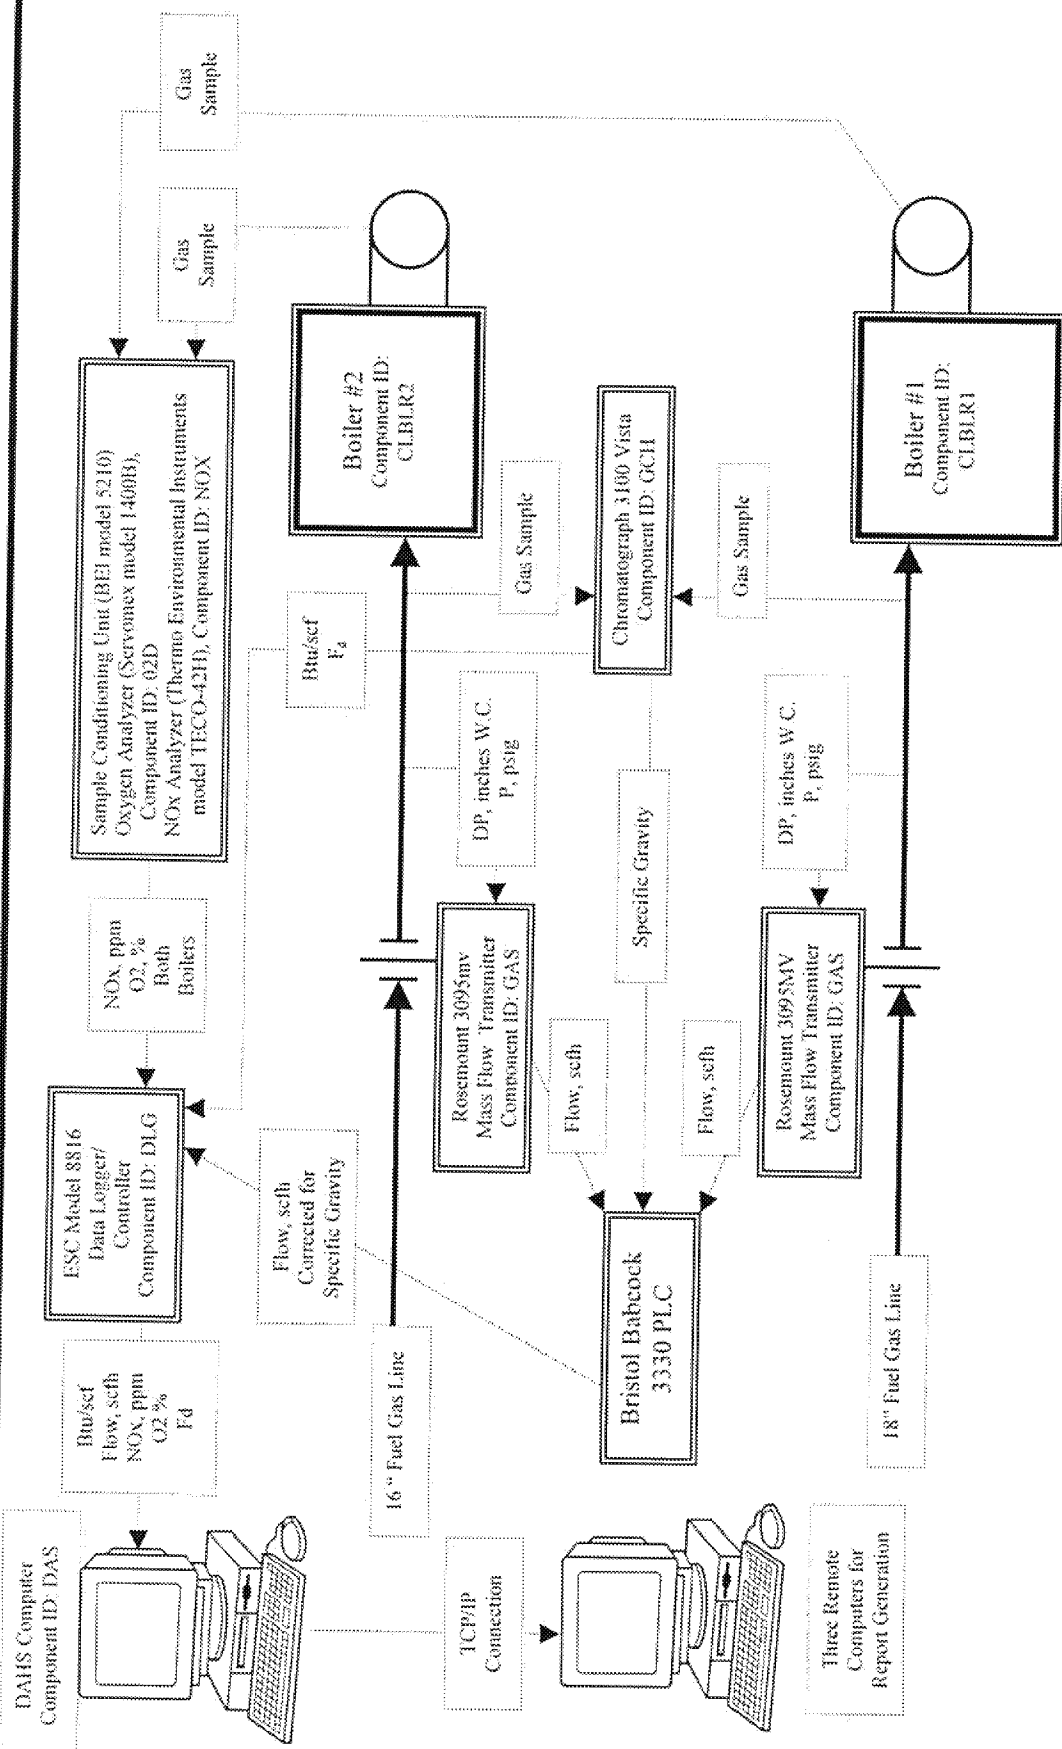 DAHS Computer
Component ID: DAS
Btu/scf
Flow, scfh
NOx, ppm
O2 %
Fd
ESC Model 8816
Data Logger/
Controller
Component ID: DLG
NOx, ppm
O2, %
Both
Boilers
Sample Conditioning Unit (BEI model 5210)
Oxygen Analyzer (Servomex model 1400B),
Component ID: 02D
NOx Analyzer (Thermo Environmental Instruments
model TECO-42H), Component ID: NOX
Gas
Sample
Gas
Sample
Flow, scfh
Corrected for
Specific Gravity
Btu/scf
Fd
16 " Fuel Gas Line
Boiler #2
Component ID:
CLBLR2
TCP/IP
Connection
Rosemount 3095mv
Mass Flow Transmitter
Component ID: GAS
DP, inches W.C.
P, psig
Gas Sample
Flow, scfh
Bristol Babcock
3330 PLC
Specific Gravity
Chromatograph 3100 Vista
Component ID: GCH
Flow, scfh
Gas Sample
Rosemount 3095MV
Mass Flow Transmitter
Component ID: GAS
DP, inches W.C.
P, psig
Three Remote
Computers for
Report Generation
18" Fuel Gas Line
Boiler #1
Component ID:
CLBLR1